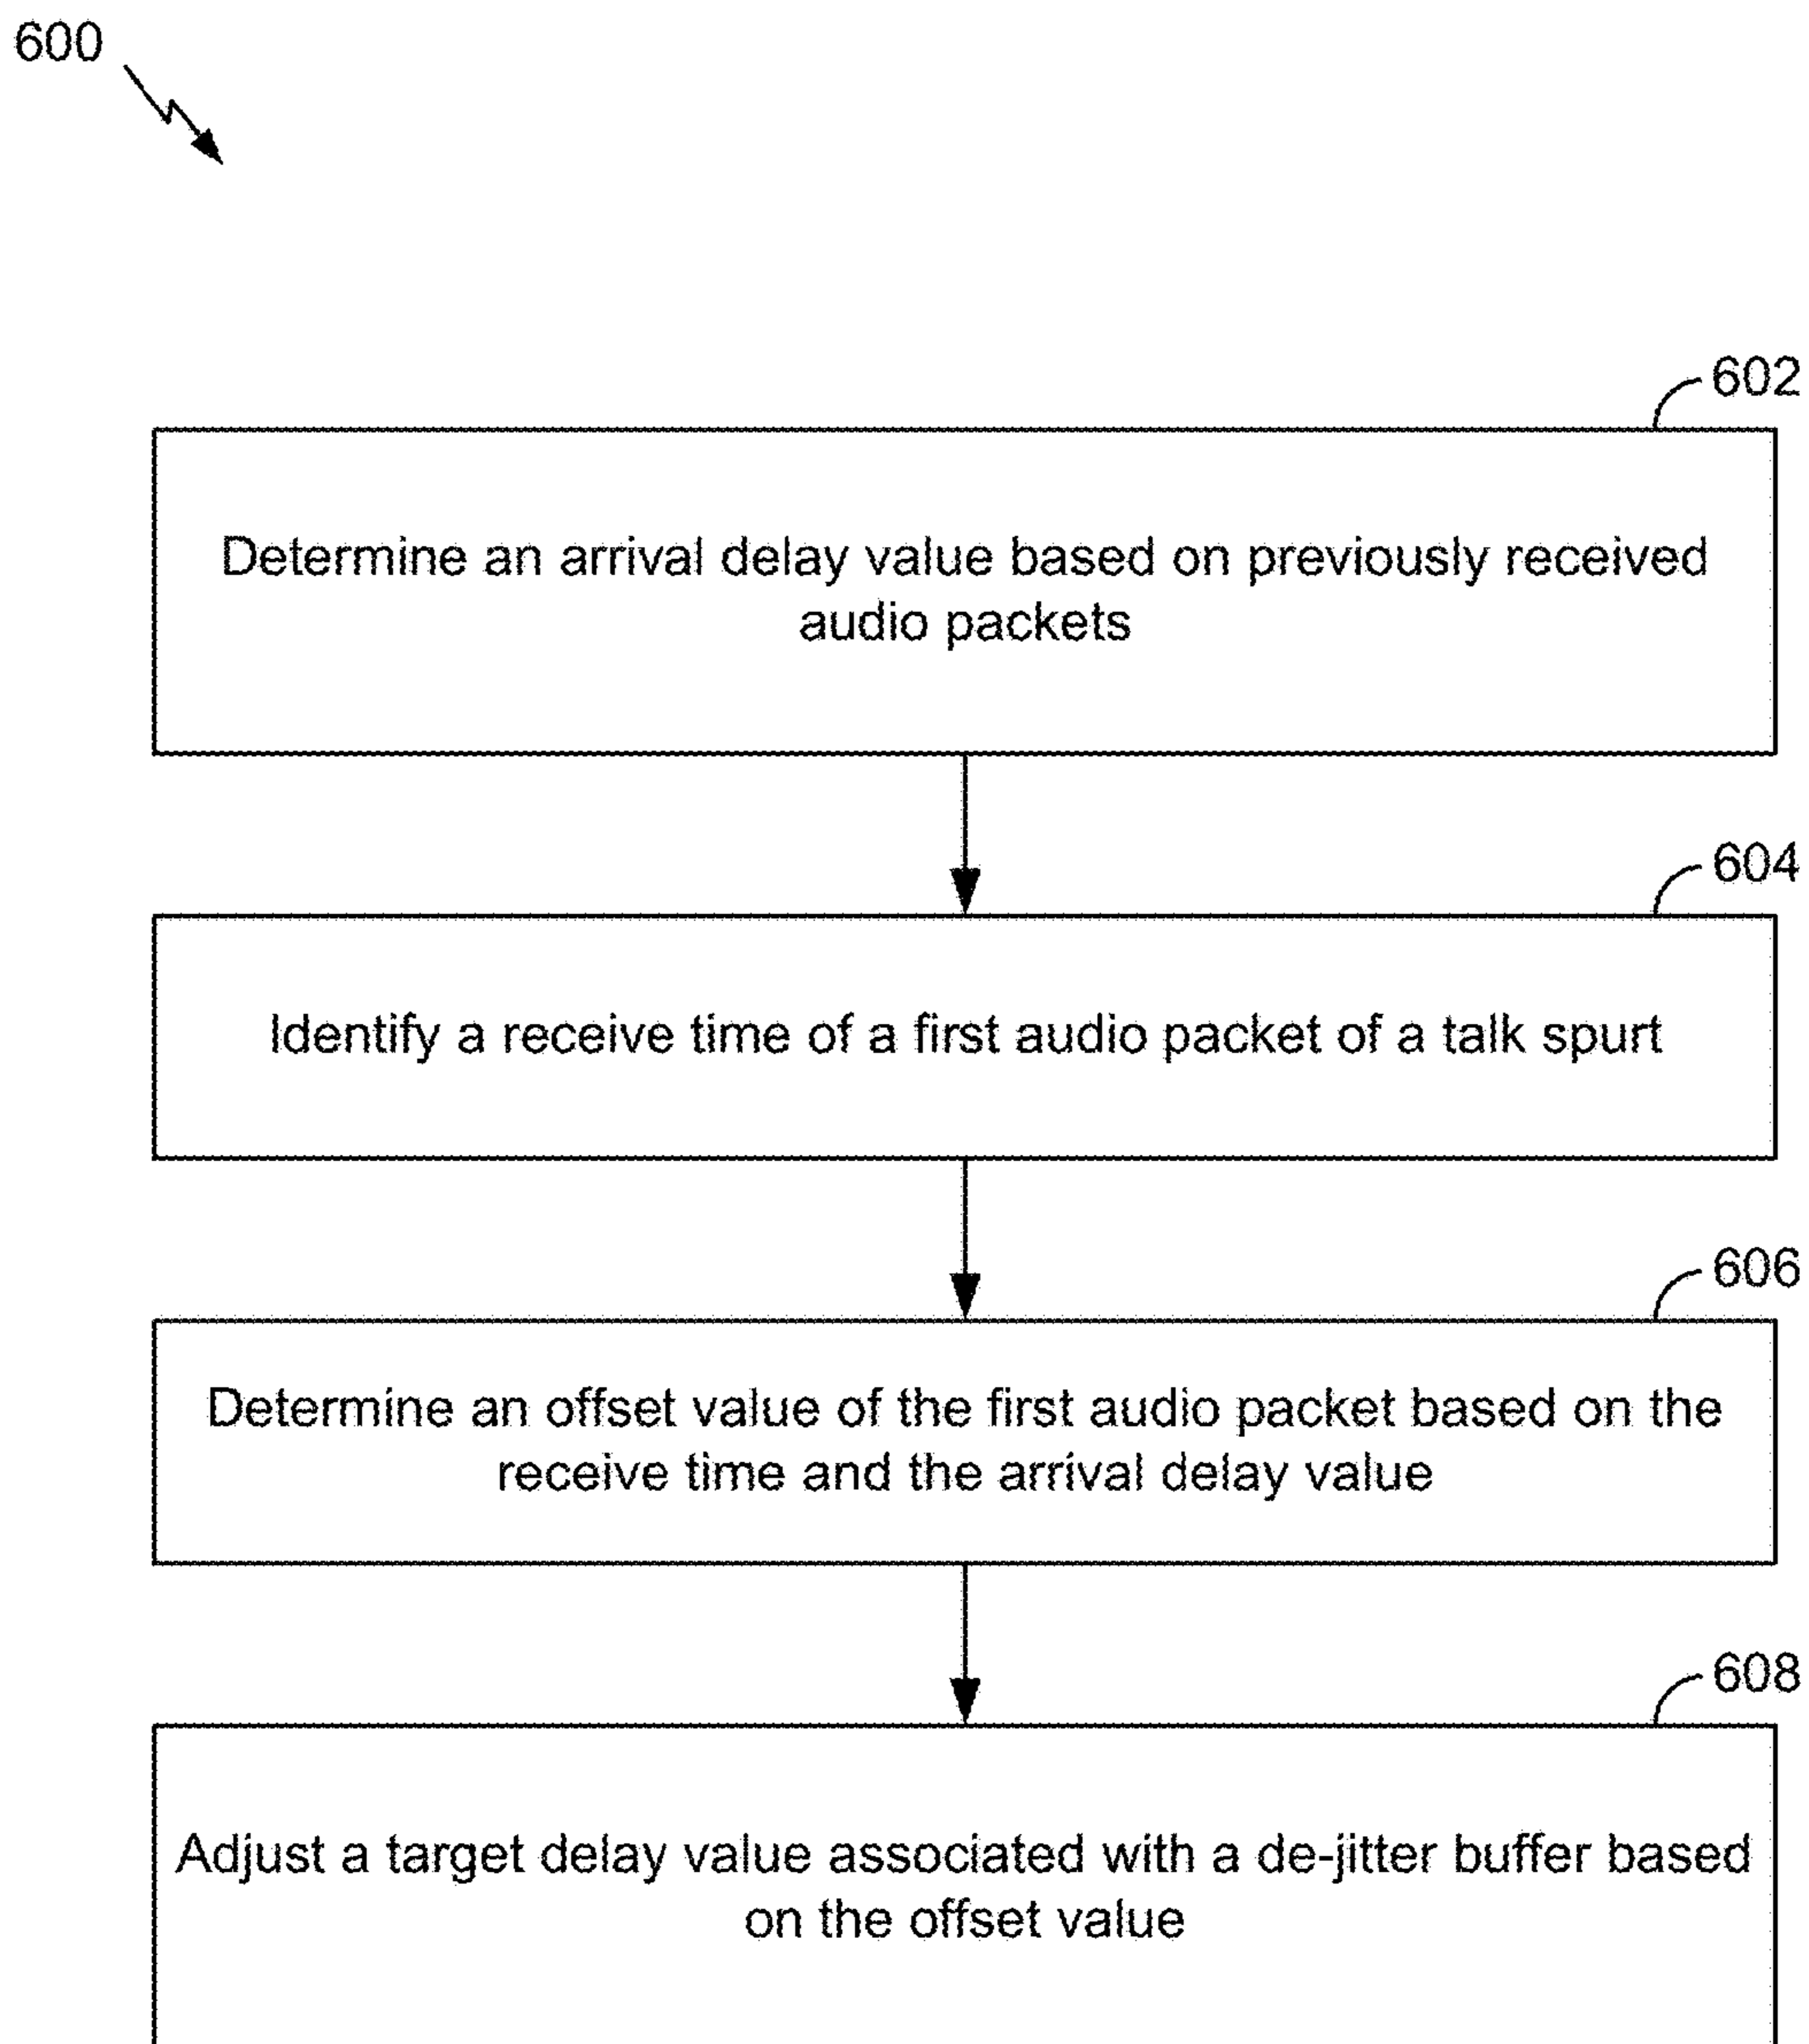 600
602
Determine an arrival delay value based on previously received
audio packets
604
Identify a receive time of a first audio packet of a talk spurt
606
Determine an offset value of the first audio packet based on the
receive time and the arrival delay value
608
Adjust a target delay value associated with a de-jitter buffer based
on the offset value